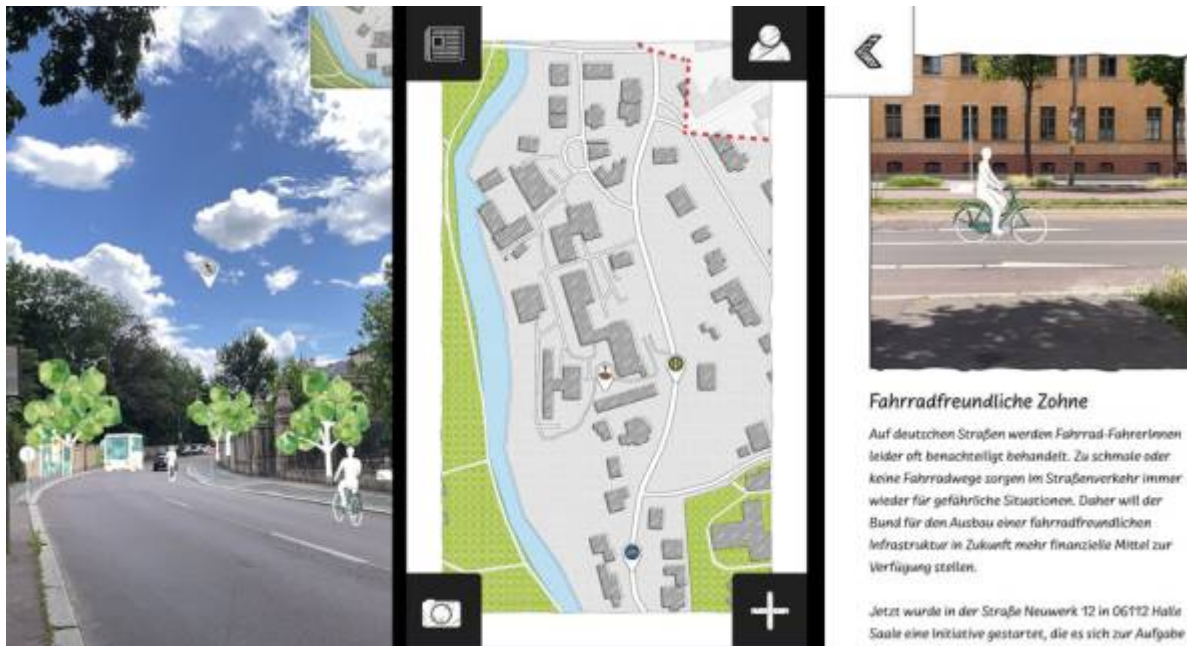 Fahrradfreundliche Zohne
Auf deutschen Straßen werden Fahrrad-FahrerInnen
leider oft benachteiligt behandelt. Zu schmale oder
keine Fahrradwege sorgen im Straßenverkehr immer
wieder für gefährliche Situationen. Daher will der
Bund für den Ausbau einer fahrradfreundlichen
Infrastruktur in Zukunft mehr finanzielle Mittel zur
Verfügung stellen.
Jetzt wurde in der Straße Neuwerk 12 in 06112 Halle
Saale eine Initiative gestartet, die es sich zur Aufgabe